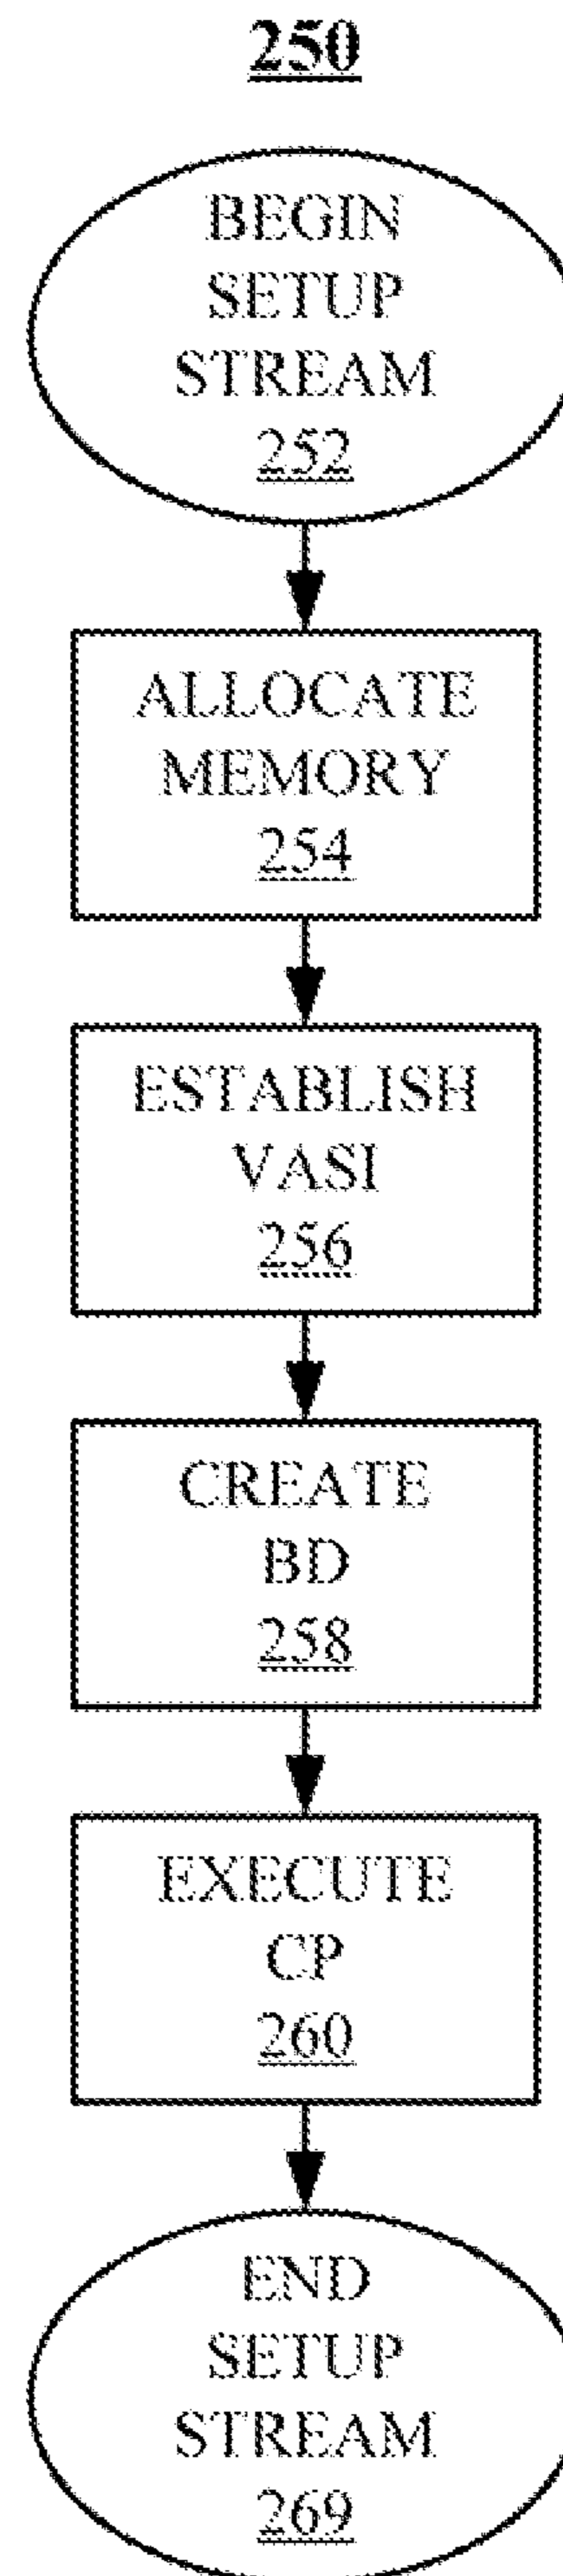 250
BEGIN
SETUP
STREAM
252
ALLOCATE
MEMORY
254
ESTABLISH
VASI
256
CREATE
BD
258
EXECUTE
CP
260
END
SETUP
STREAM
269